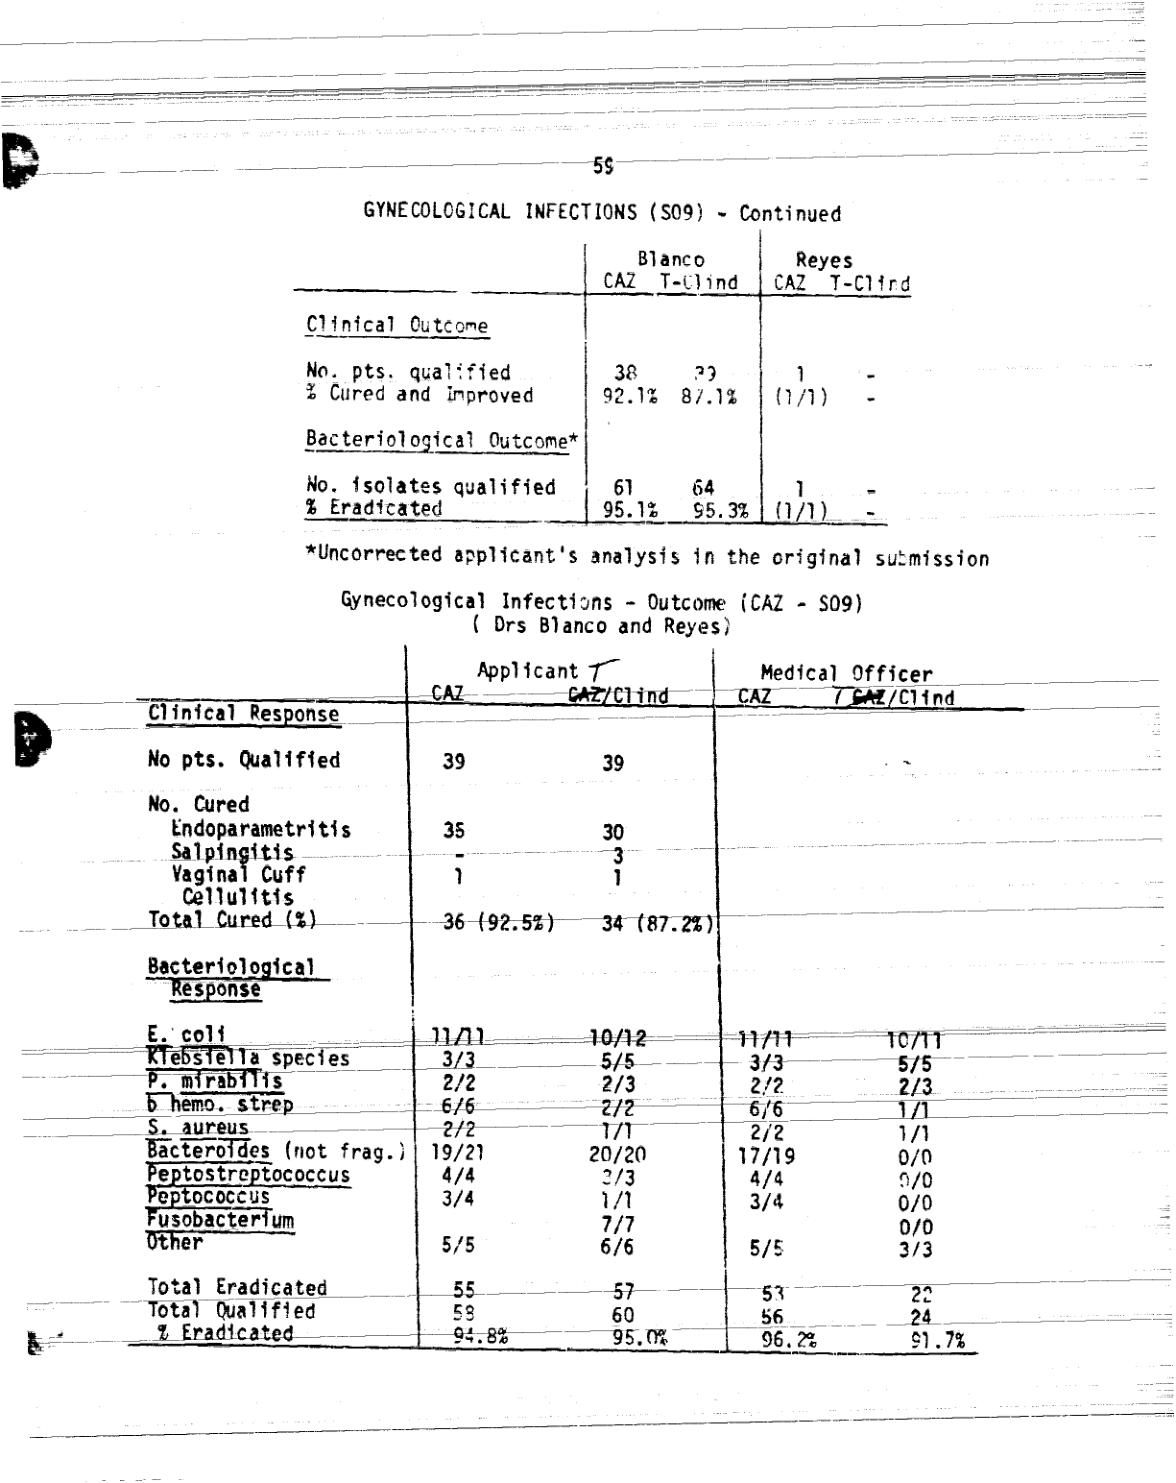 59
GYNECOLOGICAL INFECTIONS (S09) - Continued
Blanco Reyes
CAZ T-Clind CAZ T-Clind
Clinical Outcome
No. pts. qualified 38 1 -
% Cured and Improved 92.1% 87.1% (1/1) -
Bacteriological Outcome*
No. isolates qualified 61 64 1 -
% Eradicated 95.1% 95.3% (1/1) -
*Uncorrected applicant's analysis in the original submission
Gynecological Infections - Outcome (CAZ - S09)
( Drs Blanco and Reyes)
Applicant T Medical Officer
CAZ CAZ/Clind CAZ T CAZ/Clind
Clinical Response
No pts. Qualified 39 39
No. Cured
Endoparametritis 35 30
Salpingitis - 3
Vaginal Cuff 1 1
Cellulitis
Total Cured (%) 36 (92.5%) 34 (87.2%)
Bacteriological
Response
E. coli 11/11 10/12 11/11 10/11
Klebsiella species 3/3 5/5 3/3 5/5
P. mirabilis 2/2 2/3 2/2 2/3
b hemo. strep 6/6 2/2 6/6 1/1
S. aureus 2/2 1/1 2/2 1/1
Bacteroides (not frag.) 19/21 20/20 17/19 0/0
Peptostreptococcus 4/4 3/3 4/4 0/0
Peptococcus 3/4 1/1 3/4 0/0
Fusobacterium 7/7 0/0
Other 5/5 6/6 5/5 3/3
Total Eradicated 55 57 53 22
Total Qualified 58 60 56 24
% Eradicated 94.8% 95.0% 96.2% 91.7%